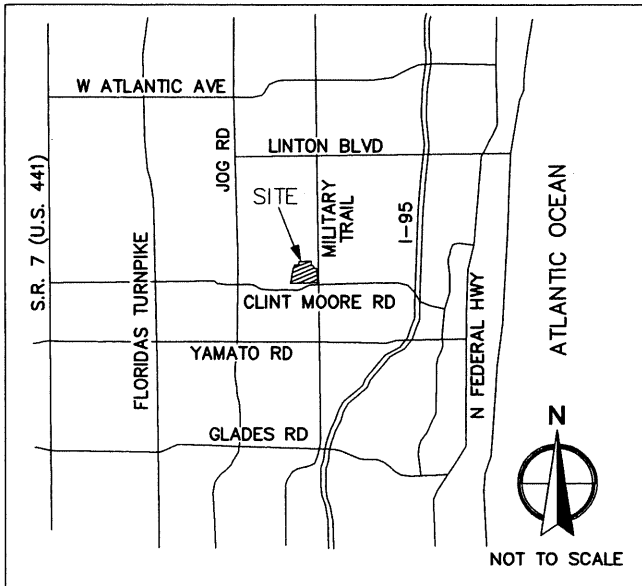 W ATLANTIC AVE
LINTON BLVD
JOG RD
SITE
MILITARY
TRAIL
I-95
S.R. 7 (U.S. 441)
FLORIDAS TURNPIKE
CLINT MOORE RD
N FEDERAL HWY
ATLANTIC OCEAN
YAMATO RD
GLADES RD
N
NOT TO SCALE